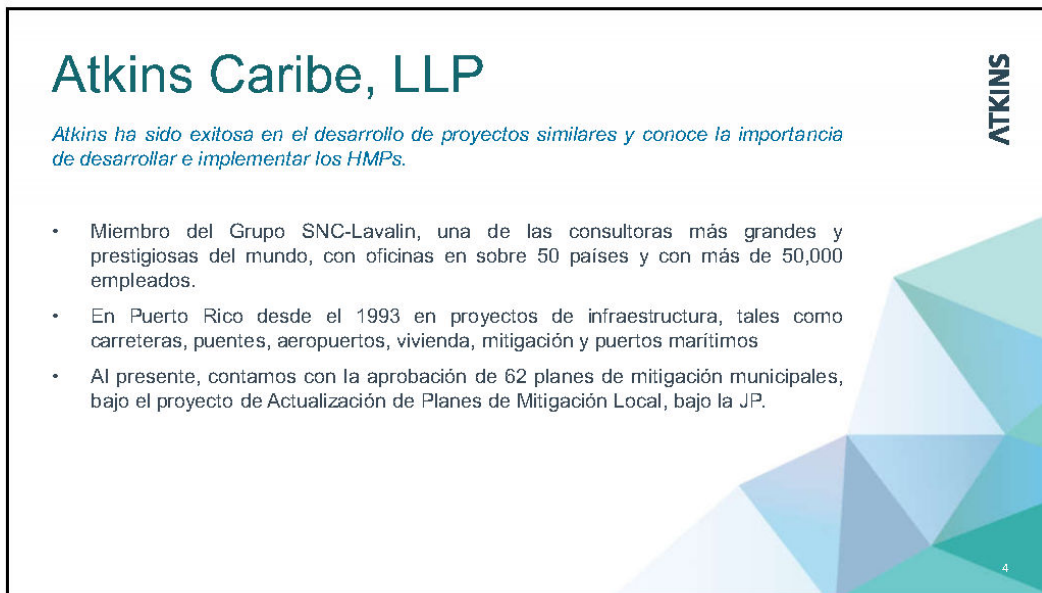 Atkins Caribe, LLP
ATKINS
Atkins ha sido exitosa en el desarrollo de proyectos similares y conoce la importancia
de desarrollar e implementar los HMPs.
• Miembro del Grupo SNC-Lavalin, una de las consultoras más grandes y
prestigiosas del mundo, con oficinas en sobre 50 países y con más de 50,000
empleados.
• En Puerto Rico desde el 1993 en proyectos de infraestructura, tales como
carreteras, puentes, aeropuertos, vivienda, mitigación y puertos marítimos
• Al presente, contamos con la aprobación de 62 planes de mitigación municipales,
bajo el proyecto de Actualización de Planes de Mitigación Local, bajo la JP.
4